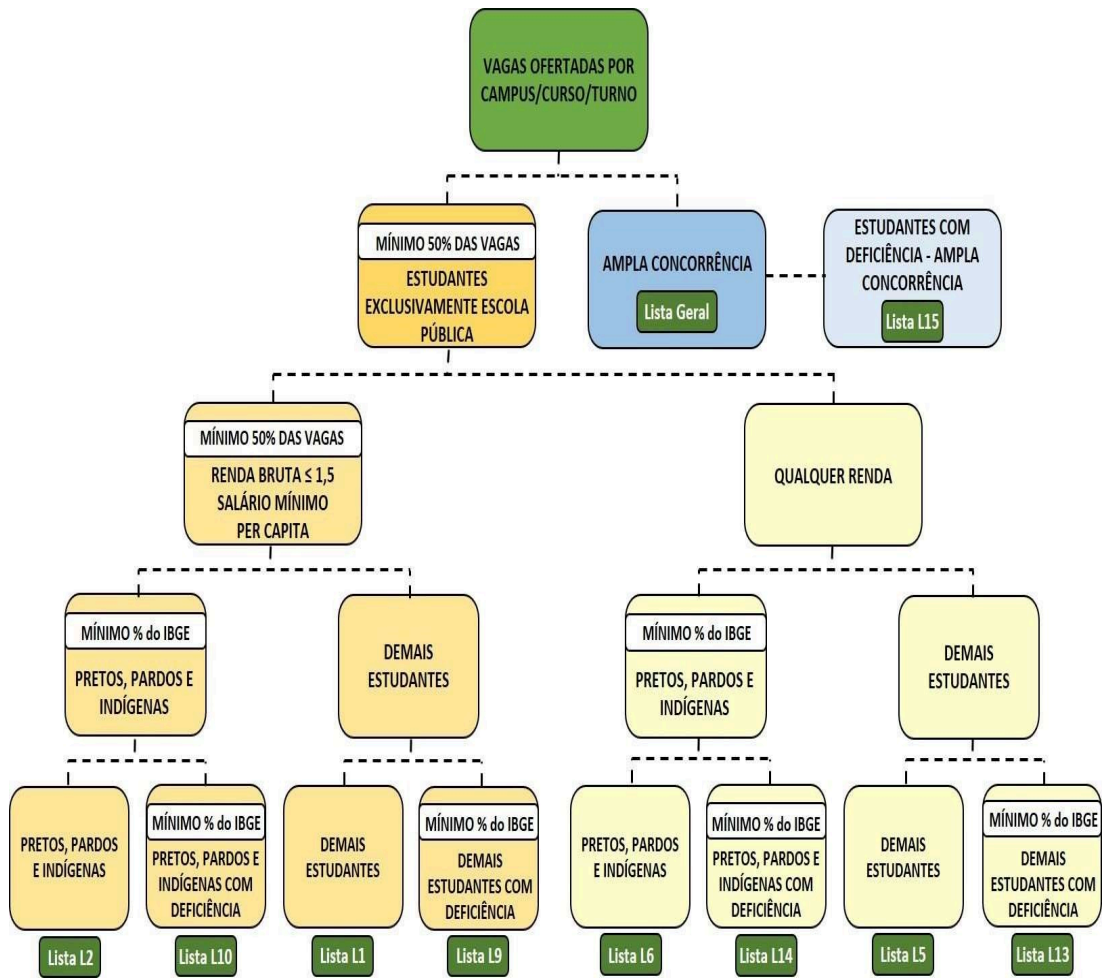 VAGAS OFERTADAS POR
CAMPUS/CURSO/TURNO
MÍNIMO 50% DAS VAGAS
ESTUDANTES
EXCLUSIVAMENTE ESCOLA
PÚBLICA
AMPLA CONCORRÊNCIA
Lista Geral
ESTUDANTES COM
DEFICIÊNCIA - AMPLA
CONCORRÊNCIA
Lista L15
MÍNIMO 50% DAS VAGAS
RENDA BRUTA ≤ 1,5
SALÁRIO MÍNIMO
PER CAPITA
QUALQUER RENDA
MÍNIMO % do IBGE
PRETOS, PARDOS E
INDÍGENAS
DEMAIS
ESTUDANTES
MÍNIMO % do IBGE
PRETOS, PARDOS E
INDÍGENAS
DEMAIS
ESTUDANTES
PRETOS, PARDOS
E INDÍGENAS
Lista L2
MÍNIMO % do IBGE
PRETOS, PARDOS E
INDÍGENAS COM
DEFICIÊNCIA
Lista L10
DEMAIS
ESTUDANTES
Lista L1
MÍNIMO % do IBGE
DEMAIS
ESTUDANTES COM
DEFICIÊNCIA
Lista L9
PRETOS, PARDOS
E INDÍGENAS
Lista L6
MÍNIMO % do IBGE
PRETOS, PARDOS E
INDÍGENAS COM
DEFICIÊNCIA
Lista L14
DEMAIS
ESTUDANTES
Lista L5
MÍNIMO % do IBGE
DEMAIS
ESTUDANTES COM
DEFICIÊNCIA
Lista L13